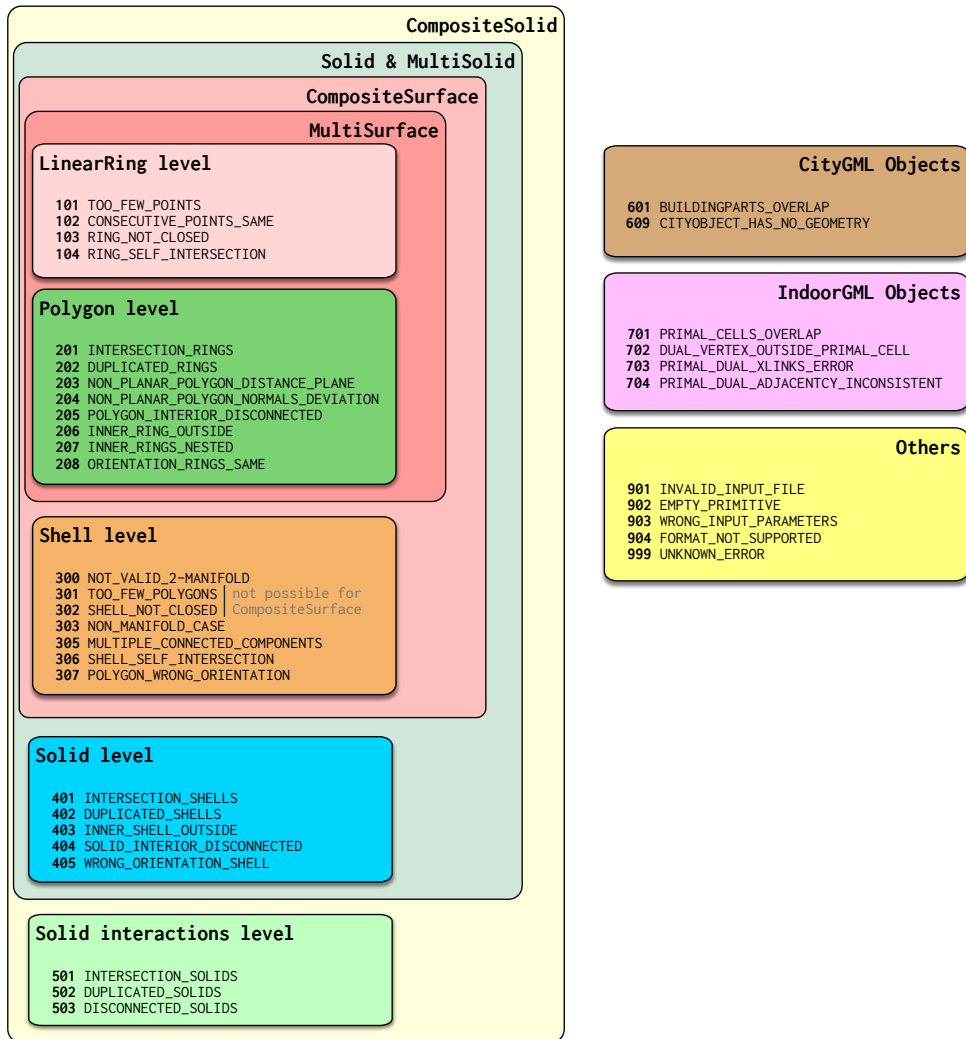 CompositeSolid
Solid & MultiSolid
CompositeSurface
MultiSurface
LinearRing level
101 TOO_FEW_POINTS
102 CONSECUTIVE_POINTS_SAME
103 RING_NOT_CLOSED
104 RING_SELF_INTERSECTION
Polygon level
201 INTERSECTION_RINGS
202 DUPLICATED_RINGS
203 NON_PLANAR_POLYGON_DISTANCE_PLANE
204 NON_PLANAR_POLYGON_NORMALS_DEVIATION
205 POLYGON_INTERIOR_DISCONNECTED
206 INNER_RING_OUTSIDE
207 INNER_RINGS_NESTED
208 ORIENTATION_RINGS_SAME
Shell level
300 NOT_VALID_2-MANIFOLD
301 TOO_FEW_POLYGONS not possible for
302 SHELL_NOT_CLOSED CompositeSurface
303 NON_MANIFOLD_CASE
305 MULTIPLE_CONNECTED_COMPONENTS
306 SHELL_SELF_INTERSECTION
307 POLYGON_WRONG_ORIENTATION
Solid level
401 INTERSECTION_SHELLS
402 DUPLICATED_SHELLS
403 INNER_SHELL_OUTSIDE
404 SOLID_INTERIOR_DISCONNECTED
405 WRONG_ORIENTATION_SHELL
Solid interactions level
501 INTERSECTION_SOLIDS
502 DUPLICATED_SOLIDS
503 DISCONNECTED_SOLIDS
CityGML Objects
601 BUILDINGPARTS_OVERLAP
609 CITYOBJECT_HAS_NO_GEOMETRY
IndoorGML Objects
701 PRIMAL_CELLS_OVERLAP
702 DUAL_VERTEX_OUTSIDE_PRIMAL_CELL
703 PRIMAL_DUAL_XLINKS_ERROR
704 PRIMAL_DUAL_ADJACENTCY_INCONSISTENT
Others
901 INVALID_INPUT_FILE
902 EMPTY_PRIMITIVE
903 WRONG_INPUT_PARAMETERS
904 FORMAT_NOT_SUPPORTED
999 UNKNOWN_ERROR